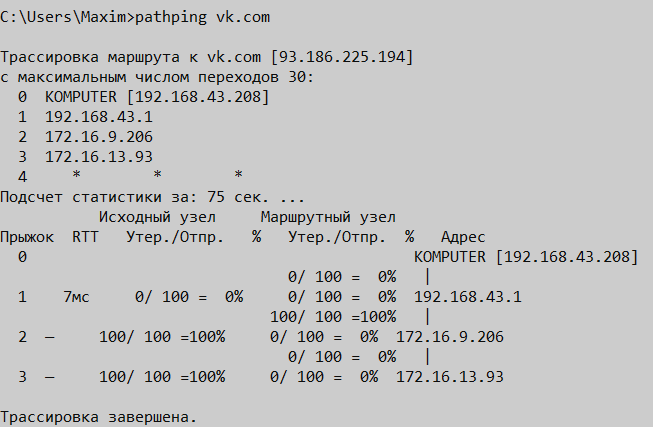 C:\Users\Maxim>pathping vk.com
Трассировка маршрута к vk.com [93.186.225.194]
с максимальным числом переходов 30:
0 KOMPUTER [192.168.43.208]
1 192.168.43.1
2 172.16.9.206
3 172.16.13.93
4 * * *
Подсчет статистики за: 75 сек. ...
Исходный узел Маршрутный узел
Прыжок RTT Утер./Отпр. % Утер./Отпр. % Адрес
0 KOMPUTER [192.168.43.208]
0/ 100 = 0% |
1 7мс 0/ 100 = 0% 0/ 100 = 0% 192.168.43.1
100/ 100 =100% |
2 — 100/ 100 =100% 0/ 100 = 0% 172.16.9.206
0/ 100 = 0% |
3 — 100/ 100 =100% 0/ 100 = 0% 172.16.13.93
Трассировка завершена.